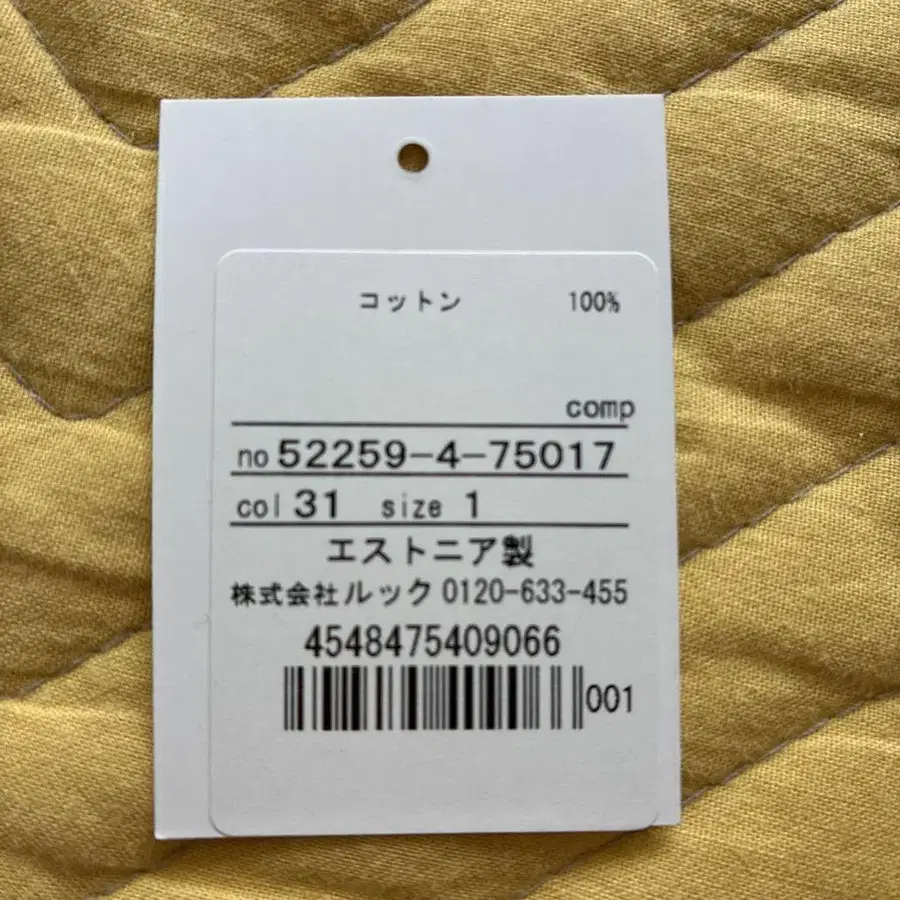 コットン 100%
comp
no 52259-4-75017
col 31 size 1
エストニア製
株式会社ルック 0120-633-455
4548475409066
001